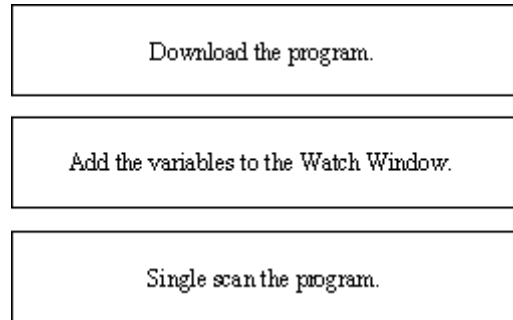 Download the program.
Add the variables to the Watch Window.
Single scan the program.